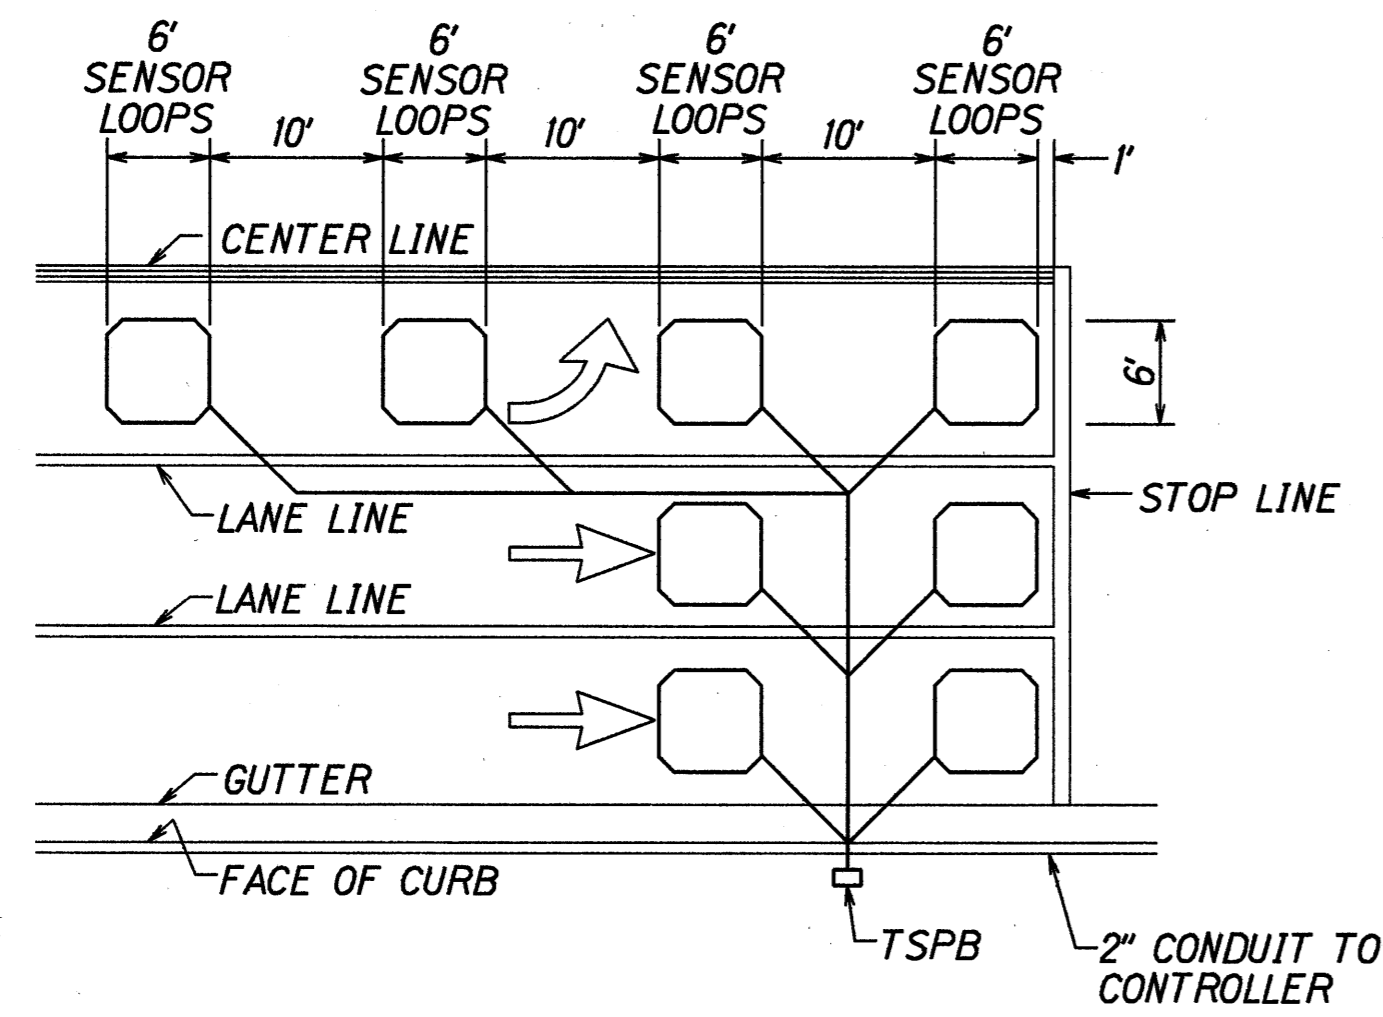 6'
SENSOR
LOOPS
6'
SENSOR
LOOPS
6'
SENSOR
LOOPS
6'
SENSOR
LOOPS
10'
10'
10'
1'
CENTER LINE
6'
STOP LINE
LANE LINE
LANE LINE
GUTTER
FACE OF CURB
TSPB
2" CONDUIT TO
CONTROLLER